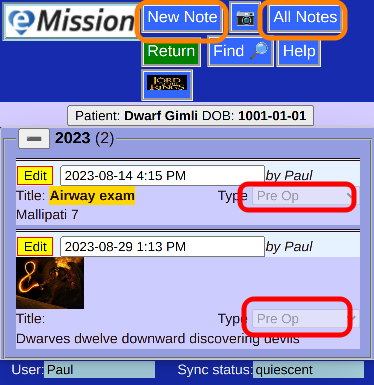 eMission New Note 📷 All Notes
Return Find 🔎 Help
THE LORD OF THE RINGS
Patient: Dwarf Gimli DOB: 1001-01-01
— 2023 (2)
Edit 2023-08-14 4:15 PM by Paul
Title: Airway exam Type Pre Op
Mallipati 7
Edit 2023-08-29 1:13 PM by Paul
Title: Type Pre Op
Dwarves dwelve downward discovering devils
User: Paul Sync status: quiescent